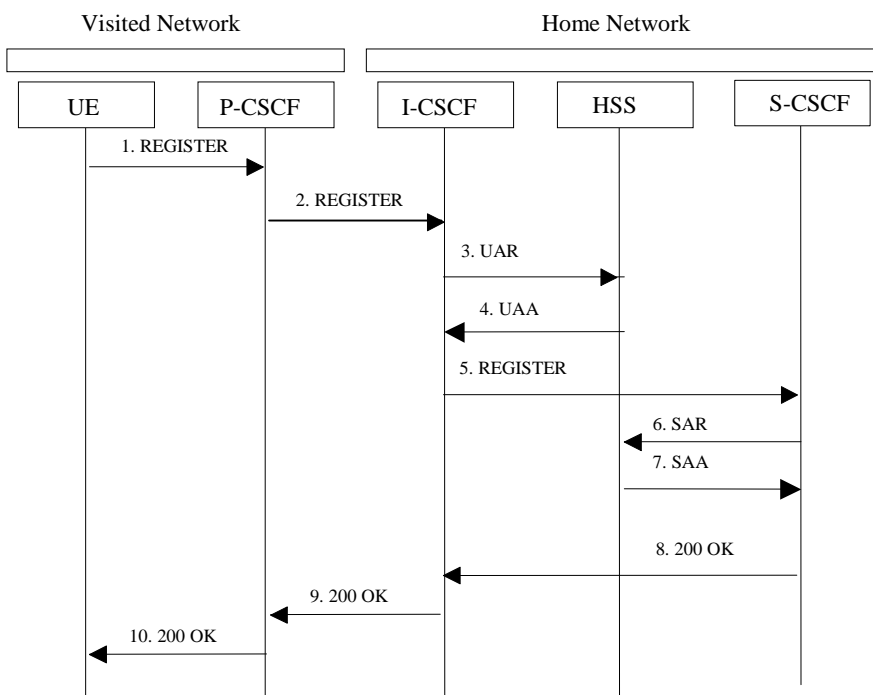 Visited Network
Home Network
UE
P-CSCF
I-CSCF
HSS
S-CSCF
1. REGISTER
2. REGISTER
3. UAR
4. UAA
5. REGISTER
6. SAR
7. SAA
8. 200 OK
9. 200 OK
10. 200 OK